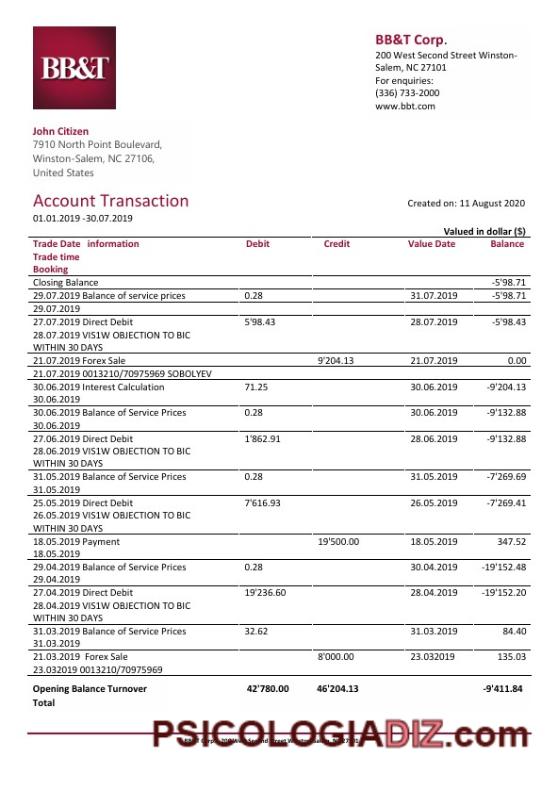 BB&T
BB&T Corp.
200 West Second Street Winston-
Salem, NC 27101
For enquiries:
(336) 733-2000
www.bbt.com
John Citizen
7910 North Point Boulevard,
Winston-Salem, NC 27106,
United States
Account Transaction
Created on: 11 August 2020
01.01.2019 -30.07.2019
Valued in dollar ($)
Trade Date information Debit Credit Value Date Balance
Trade time
Booking
Closing Balance -5'98.71
29.07.2019 Balance of service prices 0.28 31.07.2019 -5'98.71
29.07.2019
27.07.2019 Direct Debit 5'98.43 28.07.2019 -5'98.43
28.07.2019 VIS1W OBJECTION TO BIC
WITHIN 30 DAYS
21.07.2019 Forex Sale 9'204.13 21.07.2019 0.00
21.07.2019 0013210/70975969 SOBOLYEV
30.06.2019 Interest Calculation 71.25 30.06.2019 -9'204.13
30.06.2019
30.06.2019 Balance of Service Prices 0.28 30.06.2019 -9'132.88
30.06.2019
27.06.2019 Direct Debit 1'862.91 28.06.2019 -9'132.88
28.06.2019 VIS1W OBJECTION TO BIC
WITHIN 30 DAYS
31.05.2019 Balance of Service Prices 0.28 31.05.2019 -7'269.69
31.05.2019
25.05.2019 Direct Debit 7'616.93 26.05.2019 -7'269.41
26.05.2019 VIS1W OBJECTION TO BIC
WITHIN 30 DAYS
18.05.2019 Payment 19'500.00 18.05.2019 347.52
18.05.2019
29.04.2019 Balance of Service Prices 0.28 30.04.2019 -19'152.48
29.04.2019
27.04.2019 Direct Debit 19'236.60 28.04.2019 -19'152.20
28.04.2019 VIS1W OBJECTION TO BIC
WITHIN 30 DAYS
31.03.2019 Balance of Service Prices 32.62 31.03.2019 84.40
31.03.2019
21.03.2019 Forex Sale 8'000.00 23.032019 135.03
23.032019 0013210/70975969
Opening Balance Turnover 42'780.00 46'204.13 -9'411.84
Total
PSICOLOGIADIZ.com